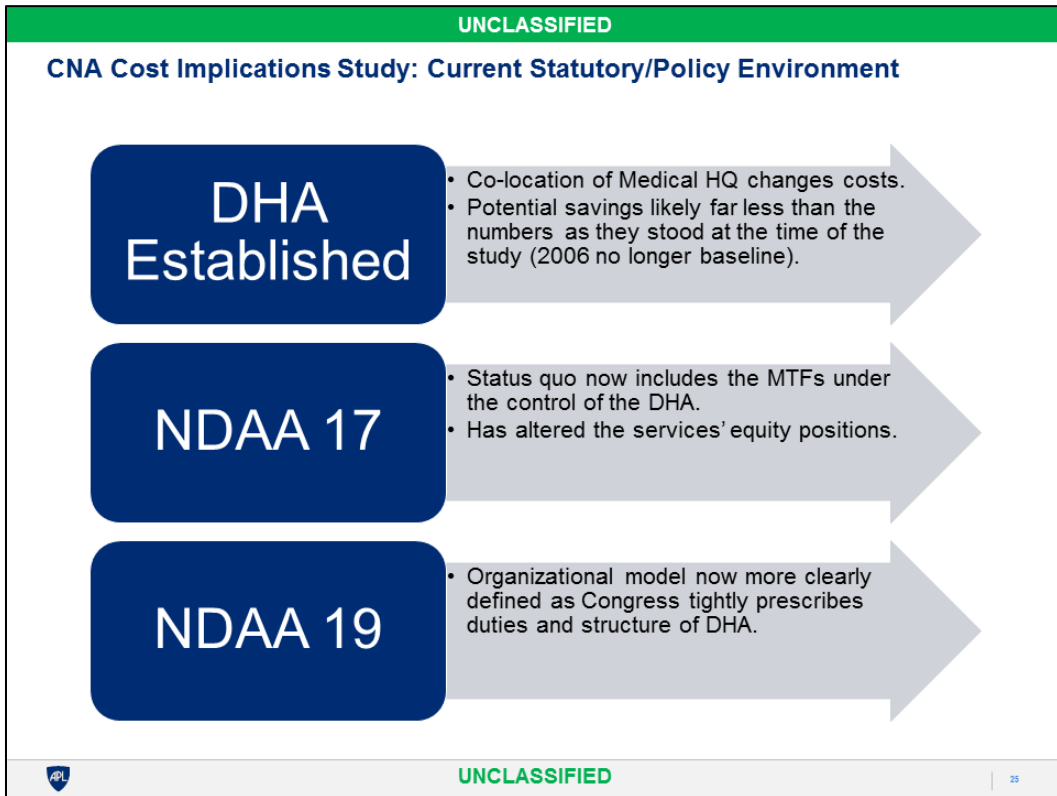 UNCLASSIFIED
CNA Cost Implications Study: Current Statutory/Policy Environment
DHA
Established
• Co-location of Medical HQ changes costs.
• Potential savings likely far less than the
numbers as they stood at the time of the
study (2006 no longer baseline).
NDAA 17
• Status quo now includes the MTFs under
the control of the DHA.
• Has altered the services’ equity positions.
NDAA 19
• Organizational model now more clearly
defined as Congress tightly prescribes
duties and structure of DHA.
APL
UNCLASSIFIED
25